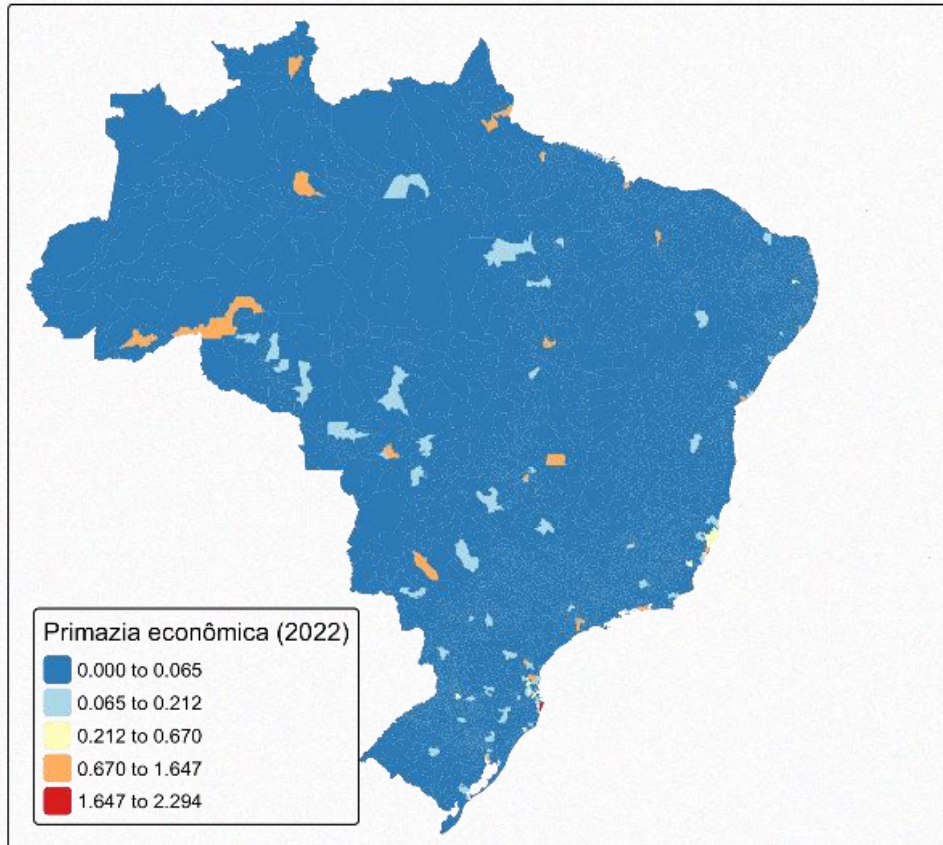 Primazia econômica (2022)
0.000 to 0.065
0.065 to 0.212
0.212 to 0.670
0.670 to 1.647
1.647 to 2.294